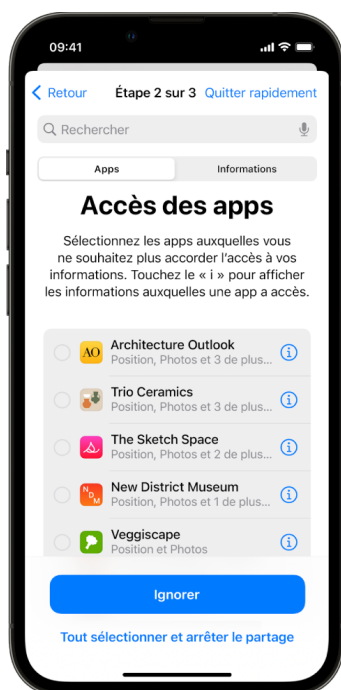 09:41
Retour Étape 2 sur 3 Quitter rapidement
Rechercher
Apps Informations
Accès des apps
Sélectionnez les apps auxquelles vous
ne souhaitez plus accorder l'accès à vos
informations. Touchez le « i » pour afficher
les informations auxquelles une app a accès.
AO Architecture Outlook
Position, Photos et 3 de plus...
Trio Ceramics
Position, Photos et 3 de plus...
The Sketch Space
Position, Photos et 2 de plus...
NDM New District Museum
Position, Photos et 1 de plus...
Veggiscape
Position et Photos
Ignorer
Tout sélectionner et arrêter le partage